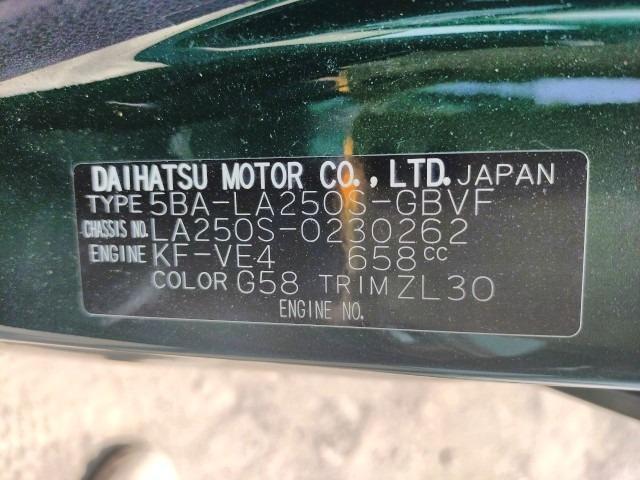 DAIHATSU MOTOR CO., LTD. JAPAN
TYPE 5BA-LA250S-GBVF
CHASSIS NO. LA250S-0230262
ENGINE KF-VE4 658cc
COLOR G58 TRIM ZL30
ENGINE NO.